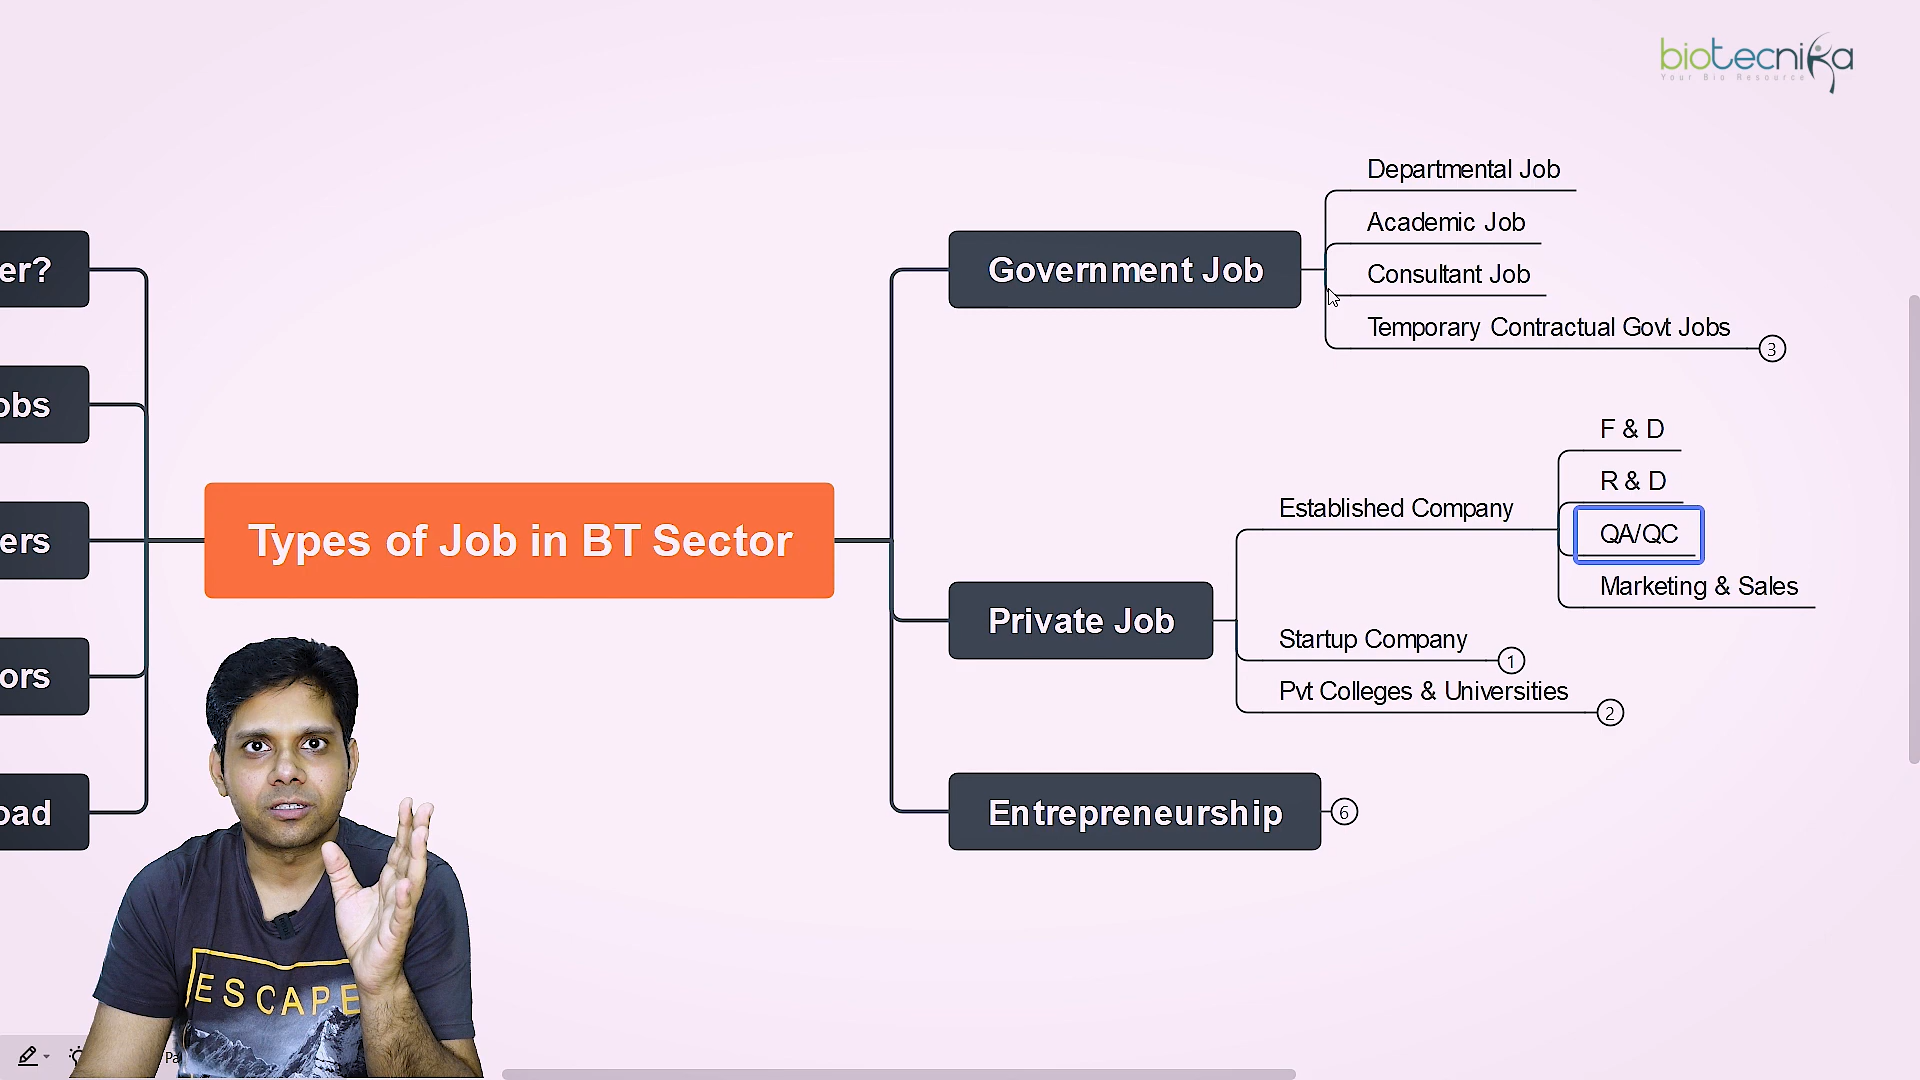 biotecnika
Your Bio Resource
Departmental Job
Academic Job
Government Job
Consultant Job
Temporary Contractual Govt Jobs
3
er?
obs
ers
ors
oad
Types of Job in BT Sector
F & D
R & D
Established Company
QA/QC
Marketing & Sales
Private Job
Startup Company
1
Pvt Colleges & Universities
2
Entrepreneurship
6
ESCAPE
Pa